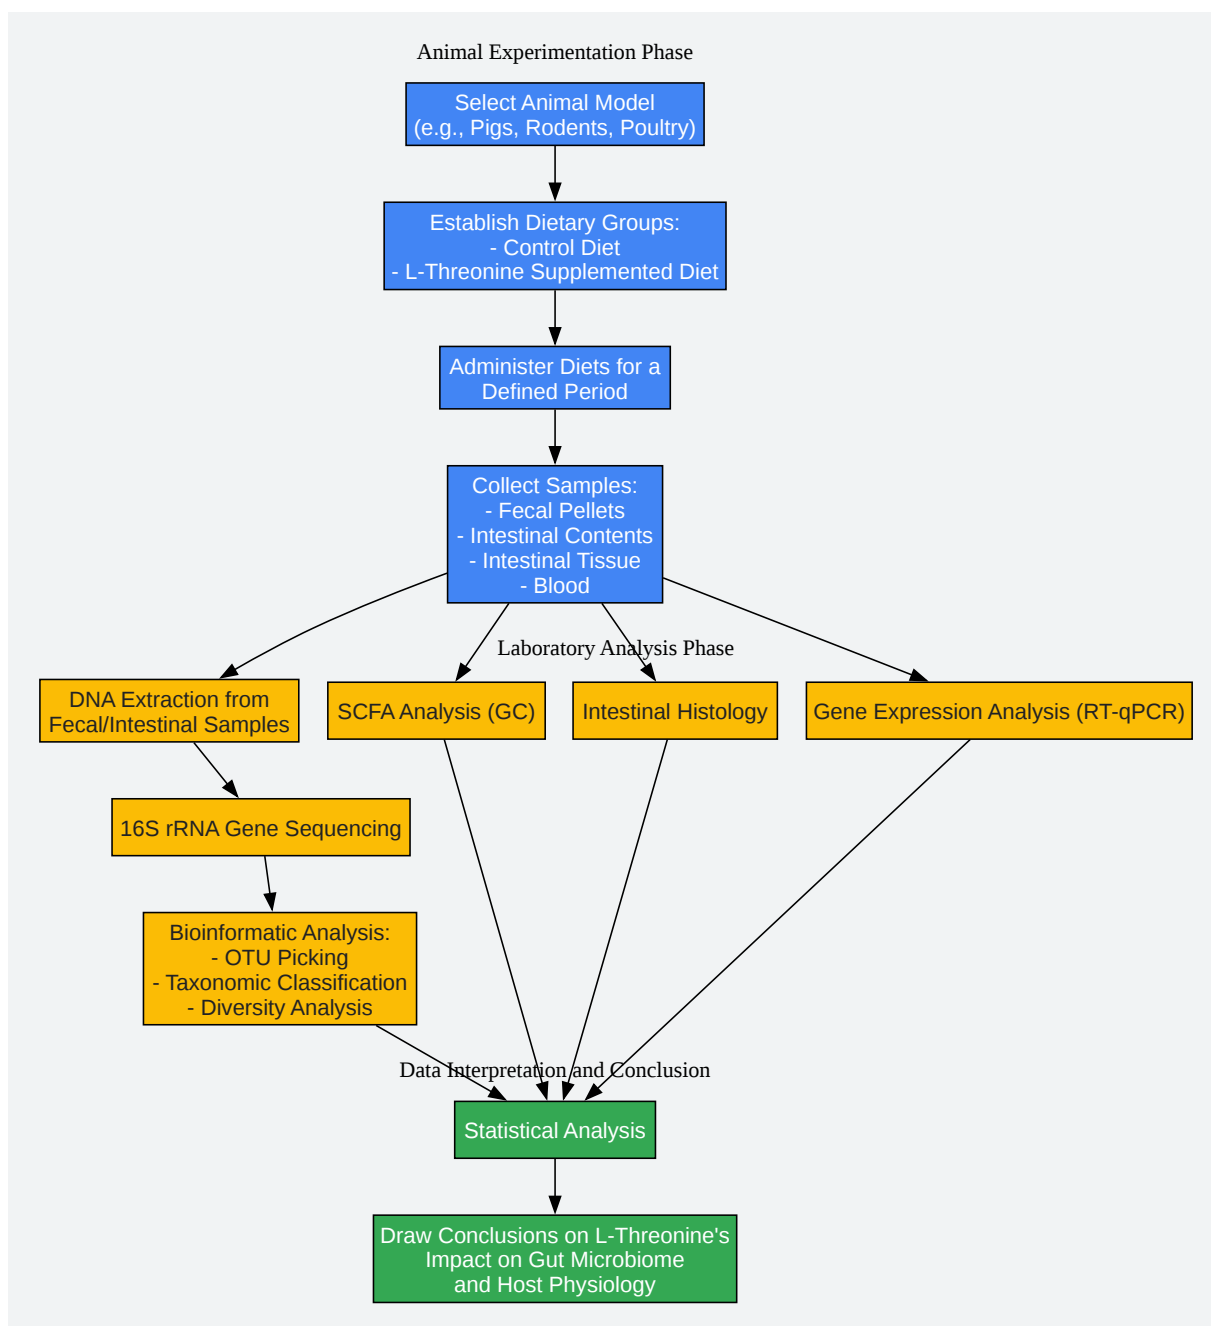 Animal Experimentation Phase
Select Animal Model
(e.g., Pigs, Rodents, Poultry)
Establish Dietary Groups:
- Control Diet
- L-Threonine Supplemented Diet
Administer Diets for a
Defined Period
Collect Samples:
- Fecal Pellets
- Intestinal Contents
- Intestinal Tissue
- Blood
Laboratory Analysis Phase
DNA Extraction from
Fecal/Intestinal Samples
SCFA Analysis (GC)
Intestinal Histology
Gene Expression Analysis (RT-qPCR)
16S rRNA Gene Sequencing
Bioinformatic Analysis:
- OTU Picking
- Taxonomic Classification
- Diversity Analysis
Data Interpretation and Conclusion
Statistical Analysis
Draw Conclusions on L-Threonine's
Impact on Gut Microbiome
and Host Physiology